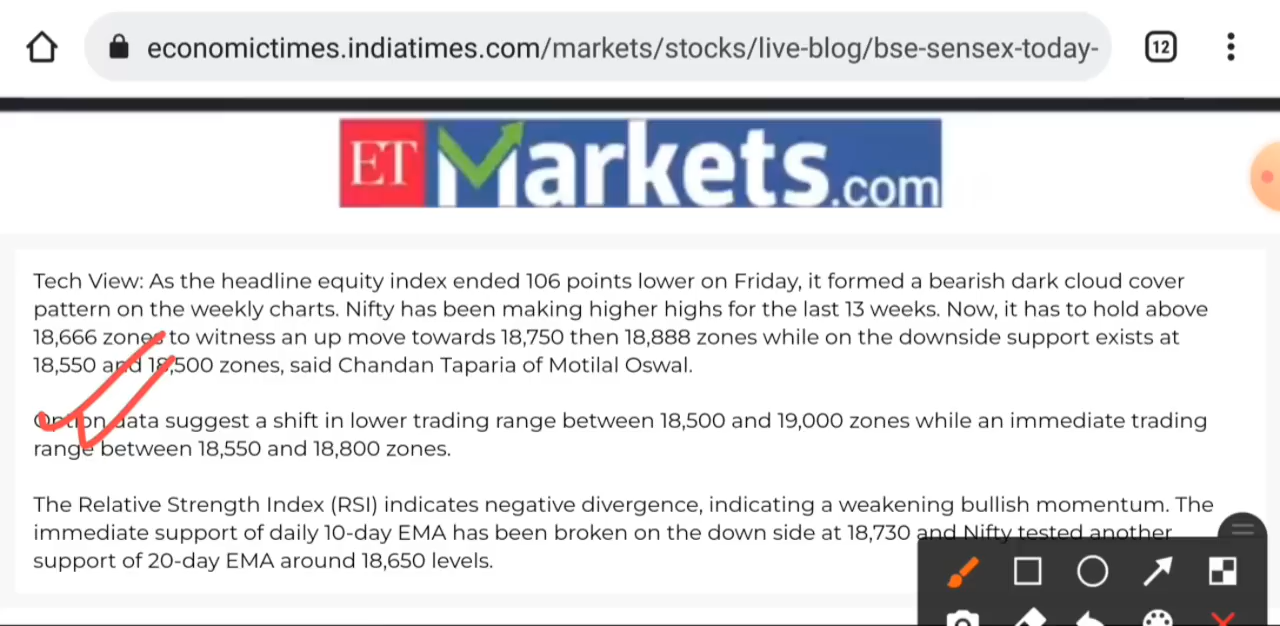 economictimes.indiatimes.com/markets/stocks/live-blog/bse-sensex-today-
12
ET Markets.com
Tech View: As the headline equity index ended 106 points lower on Friday, it formed a bearish dark cloud cover
pattern on the weekly charts. Nifty has been making higher highs for the last 13 weeks. Now, it has to hold above
18,666 zones to witness an up move towards 18,750 then 18,888 zones while on the downside support exists at
18,550 and 18,500 zones, said Chandan Taparia of Motilal Oswal.
Option data suggest a shift in lower trading range between 18,500 and 19,000 zones while an immediate trading
range between 18,550 and 18,800 zones.
The Relative Strength Index (RSI) indicates negative divergence, indicating a weakening bullish momentum. The
immediate support of daily 10-day EMA has been broken on the down side at 18,730 and Nifty tested another
support of 20-day EMA around 18,650 levels.